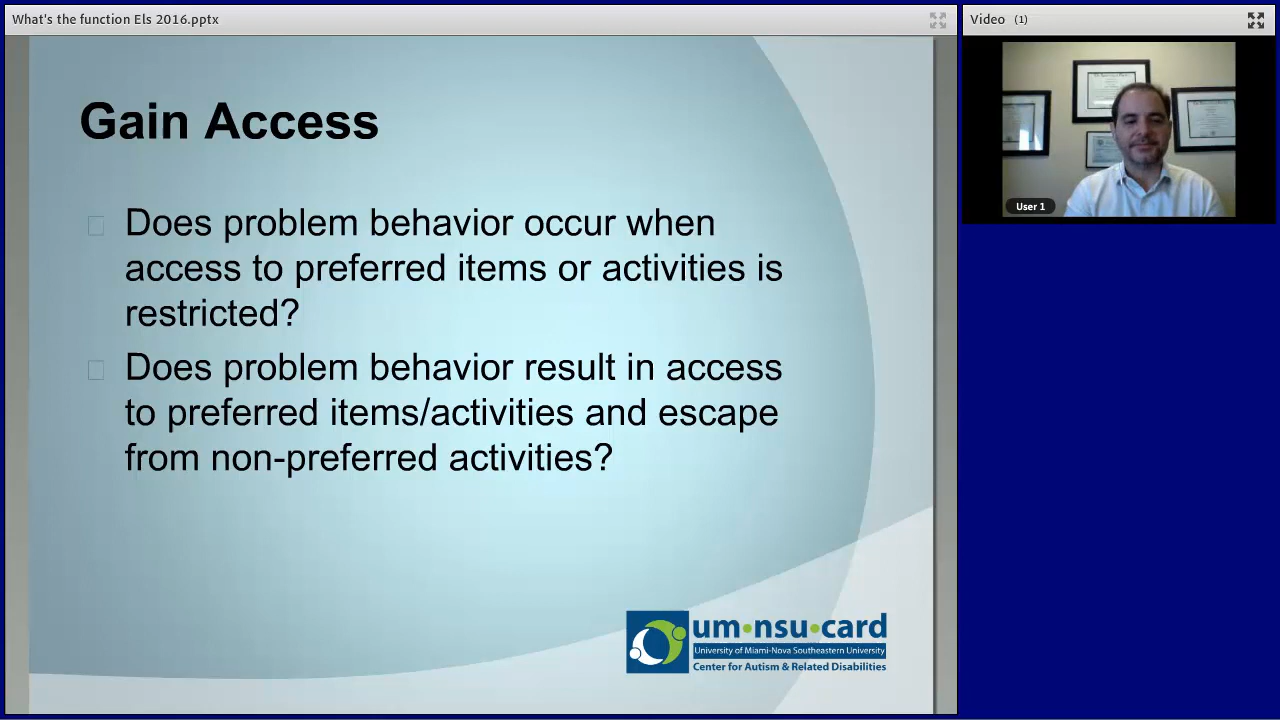 What's the function Els 2016.pptx
Video (1)
Gain Access
Does problem behavior occur when
access to preferred items or activities is
restricted?
Does problem behavior result in access
to preferred items/activities and escape
from non-preferred activities?
User 1
um•nsu•card
University of Miami-Nova Southeastern University
Center for Autism & Related Disabilities